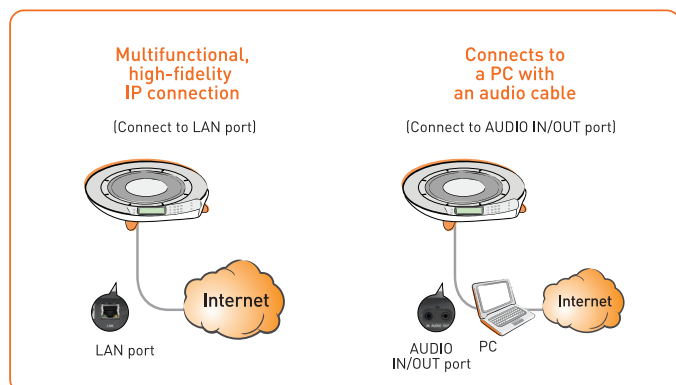 Multifunctional,
high-fidelity
IP connection
(Connect to LAN port)
Internet
LAN port
Connects to
a PC with
an audio cable
(Connect to AUDIO IN/OUT port)
Internet
AUDIO
IN/OUT port
PC